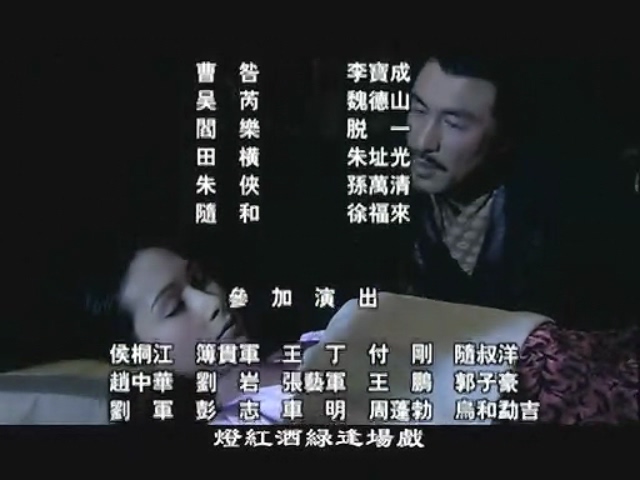 曹 咎 李寶成
吴 芮 魏德山
閻 樂 脱 一
田 橫 朱址光
朱 俠 孫萬清
隨 和 徐福來
參 加 演 出
侯桐江 簿貫軍 王 丁 付 剛 隨叔洋
趙中華 劉 岩 張藝軍 王 鵬 郭子豪
劉 軍 彭 志 車 明 周蓬勃 烏和勐吉
燈紅酒緑逢場戲